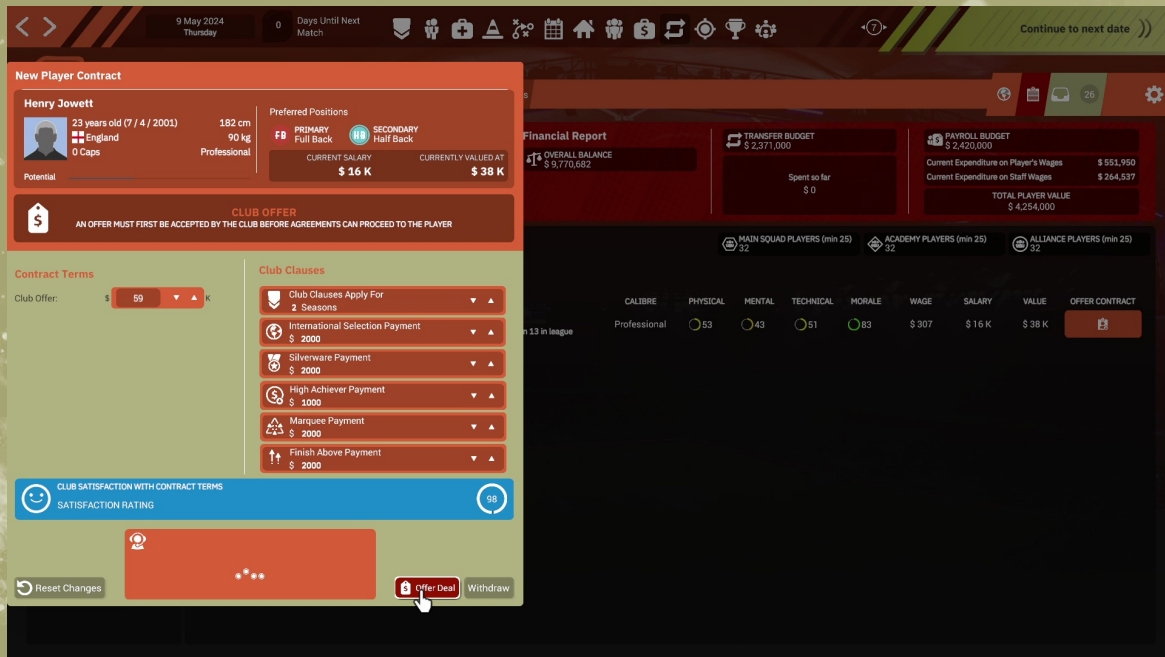 9 May 2024
Thursday
0
Days Until Next
Match
7
Continue to next date
New Player Contract
Henry Jowett
23 years old (7 / 4 / 2001)
182 cm
England
90 kg
0 Caps
Professional
Potential
Preferred Positions
FB
PRIMARY
Full Back
HB
SECONDARY
Half Back
CURRENT SALARY
$ 16 K
CURRENTLY VALUED AT
$ 38 K
CLUB OFFER
AN OFFER MUST FIRST BE ACCEPTED BY THE CLUB BEFORE AGREEMENTS CAN PROCEED TO THE PLAYER
Contract Terms
Club Offer:
$
59
K
Club Clauses
Club Clauses Apply For
2 Seasons
International Selection Payment
$ 2000
Silverware Payment
$ 2000
High Achiever Payment
$ 1000
Marquee Payment
$ 2000
Finish Above Payment
$ 2000
CLUB SATISFACTION WITH CONTRACT TERMS
SATISFACTION RATING
98
Reset Changes
Offer Deal
Withdraw
s
26
Financial Report
OVERALL BALANCE
$ 9,770,682
TRANSFER BUDGET
$ 2,371,000
Spent so far
$ 0
PAYROLL BUDGET
$ 2,420,000
Current Expenditure on Player's Wages
$ 551,950
Current Expenditure on Staff Wages
$ 264,537
TOTAL PLAYER VALUE
$ 4,254,000
MAIN SQUAD PLAYERS (min 25)
32
ACADEMY PLAYERS (min 25)
32
ALLIANCE PLAYERS (min 25)
32
CALIBRE
PHYSICAL
MENTAL
TECHNICAL
MORALE
WAGE
SALARY
VALUE
OFFER CONTRACT
n 13 in league
Professional
53
43
51
83
$ 307
$ 16 K
$ 38 K